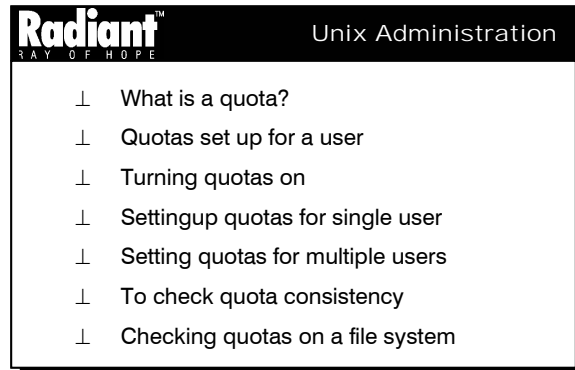 Radiant™
RAY OF HOPE
Unix Administration
⊥ What is a quota?
⊥ Quotas set up for a user
⊥ Turning quotas on
⊥ Settingup quotas for single user
⊥ Setting quotas for multiple users
⊥ To check quota consistency
⊥ Checking quotas on a file system